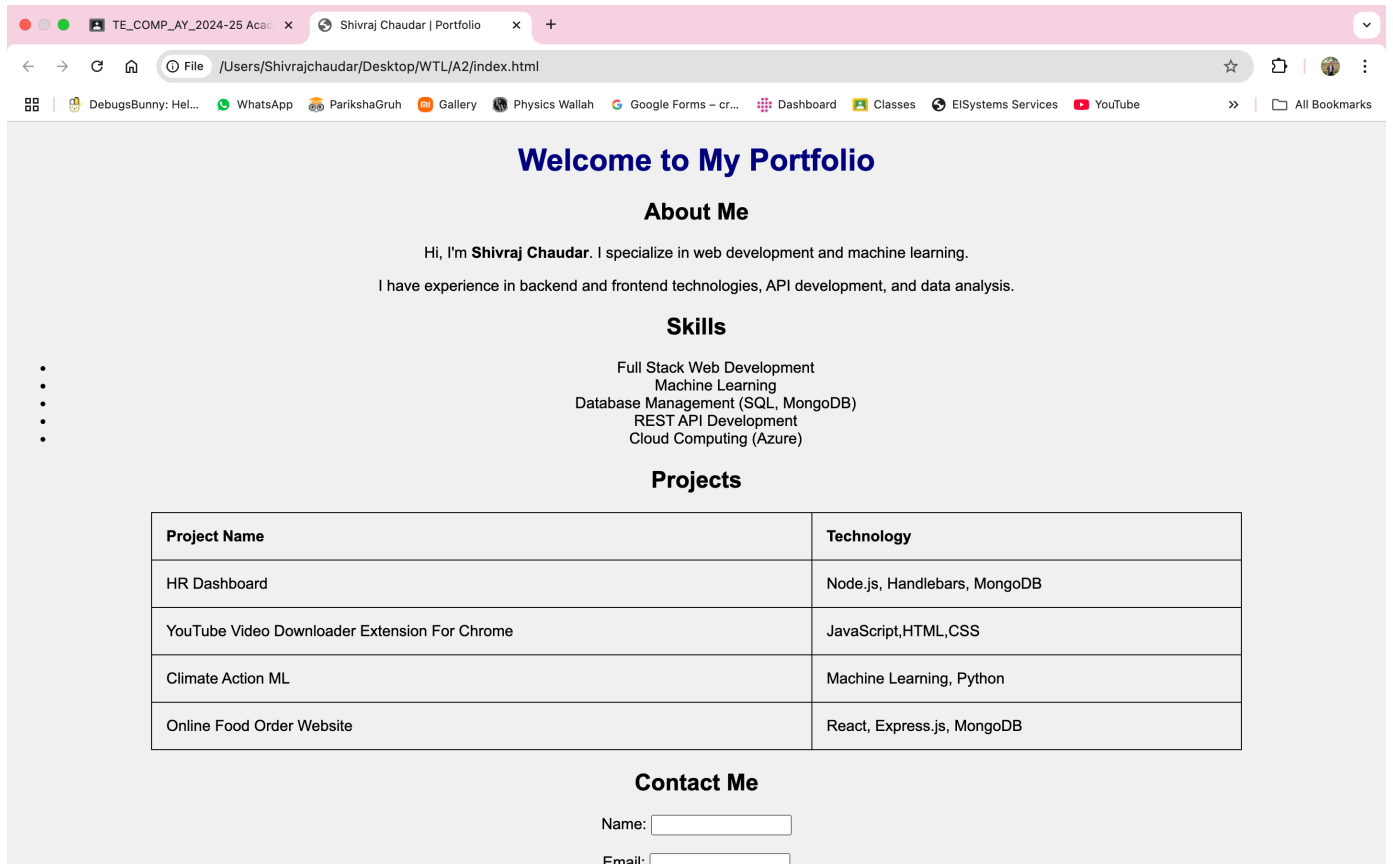 TE_COMP_AY_2024-25 Acad
Shivraj Chaudar | Portfolio
File /Users/Shivrajchaudar/Desktop/WTL/A2/index.html
DebugsBunny: Hel... WhatsApp ParikshaGruh Gallery Physics Wallah Google Forms – cr... Dashboard Classes EISystems Services YouTube All Bookmarks
Welcome to My Portfolio
About Me
Hi, I'm Shivraj Chaudar. I specialize in web development and machine learning.
I have experience in backend and frontend technologies, API development, and data analysis.
Skills
• Full Stack Web Development
• Machine Learning
• Database Management (SQL, MongoDB)
• REST API Development
• Cloud Computing (Azure)
Projects
Project Name Technology
HR Dashboard Node.js, Handlebars, MongoDB
YouTube Video Downloader Extension For Chrome JavaScript,HTML,CSS
Climate Action ML Machine Learning, Python
Online Food Order Website React, Express.js, MongoDB
Contact Me
Name:
Email: